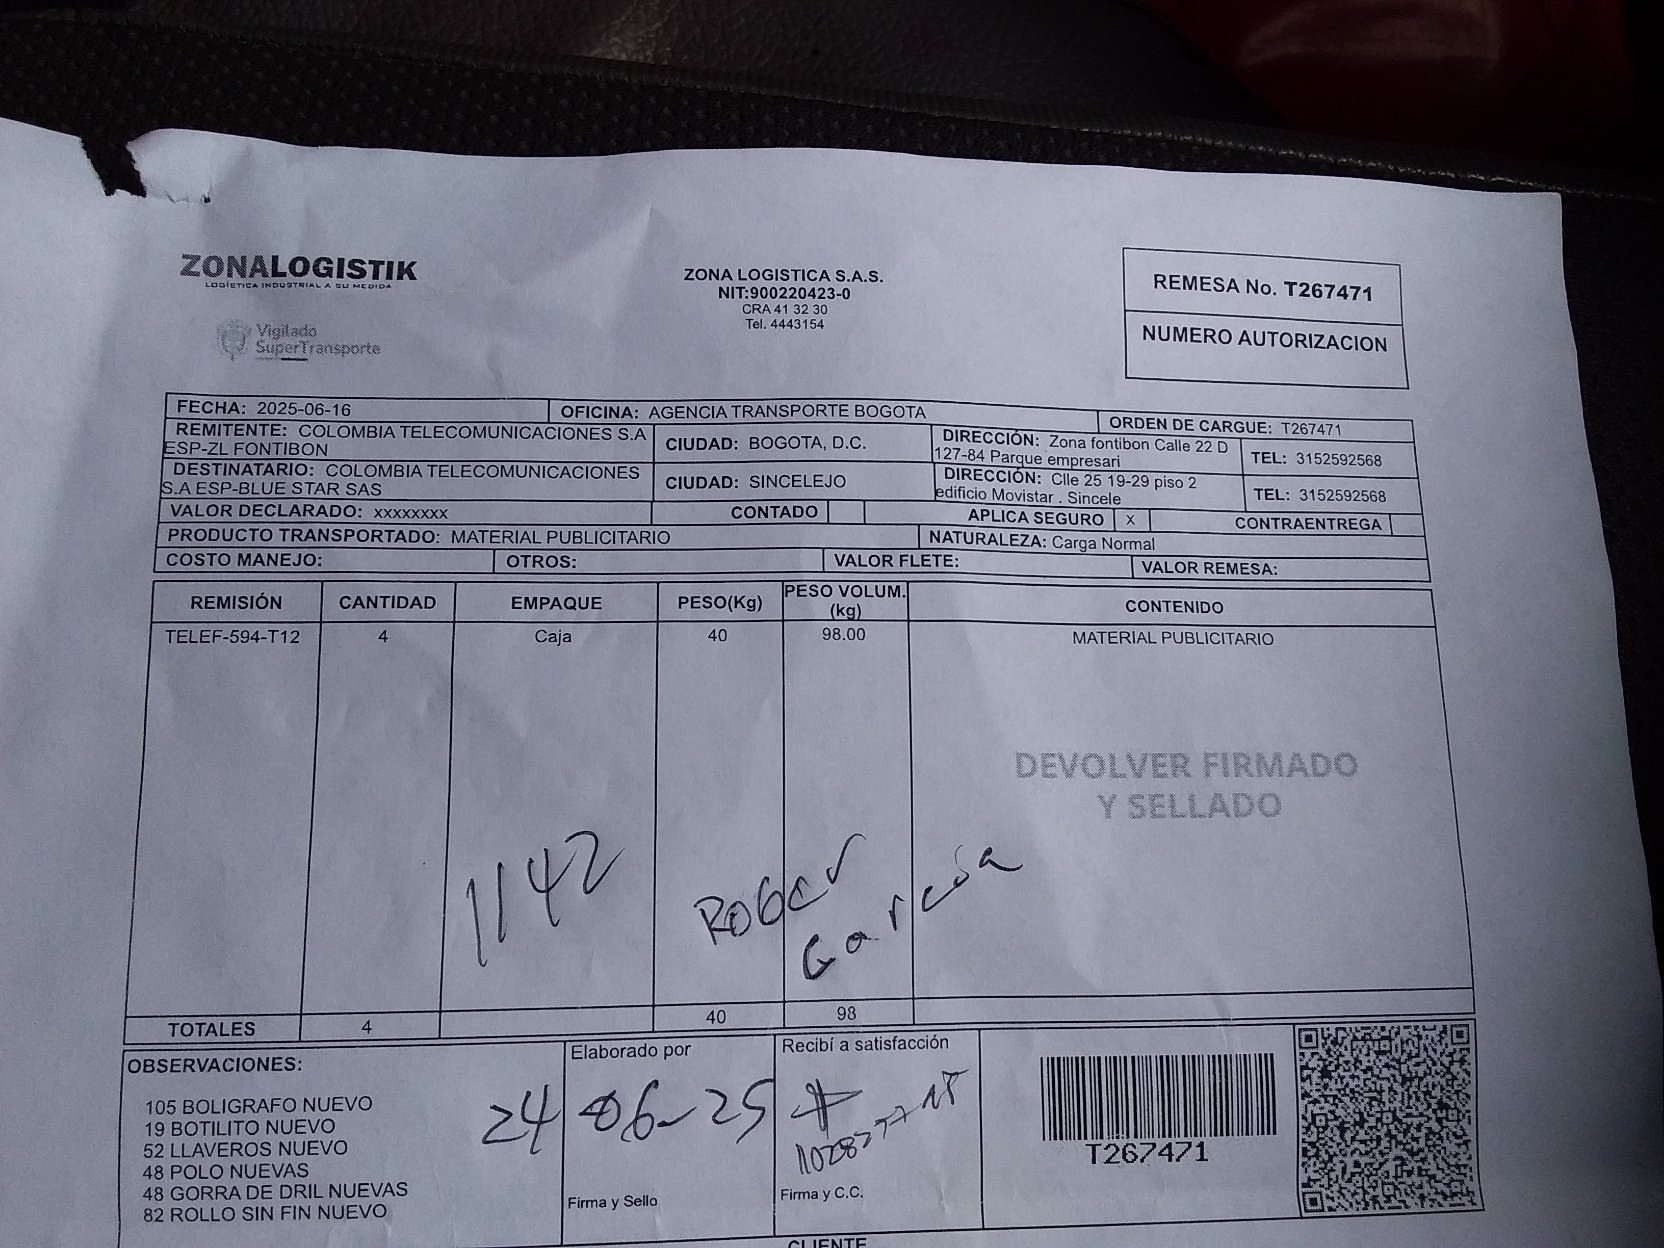 ZONALOGISTIK
LOGÍSTICA INDUSTRIAL A SU MEDIDA
Vigilado
SuperTransporte
ZONA LOGISTICA S.A.S.
NIT:900220423-0
CRA 41 32 30
Tel. 4443154
REMESA No. T267471
NUMERO AUTORIZACION
FECHA: 2025-06-16 OFICINA: AGENCIA TRANSPORTE BOGOTA ORDEN DE CARGUE: T267471
REMITENTE: COLOMBIA TELECOMUNICACIONES S.A
ESP-ZL FONTIBON
CIUDAD: BOGOTA, D.C.
DIRECCIÓN: Zona fontibon Calle 22 D
127-84 Parque empresari
TEL: 3152592568
DESTINATARIO: COLOMBIA TELECOMUNICACIONES
S.A ESP-BLUE STAR SAS
CIUDAD: SINCELEJO
DIRECCIÓN: Clle 25 19-29 piso 2
edificio Movistar . Sincele
TEL: 3152592568
VALOR DECLARADO: xxxxxxxx CONTADO APLICA SEGURO X CONTRAENTREGA
PRODUCTO TRANSPORTADO: MATERIAL PUBLICITARIO NATURALEZA: Carga Normal
COSTO MANEJO: OTROS: VALOR FLETE: VALOR REMESA:
REMISIÓN CANTIDAD EMPAQUE PESO(Kg) PESO VOLUM.(kg) CONTENIDO
TELEF-594-T12 4 Caja 40 98.00 MATERIAL PUBLICITARIO
DEVOLVER FIRMADO
Y SELLADO
1142
Rober
Garcia
TOTALES 4 40 98
OBSERVACIONES:
105 BOLIGRAFO NUEVO
19 BOTILITO NUEVO
52 LLAVEROS NUEVO
48 POLO NUEVAS
48 GORRA DE DRIL NUEVAS
82 ROLLO SIN FIN NUEVO
Elaborado por
24 06-25
Firma y Sello
Recibí a satisfacción
Firma y C.C.
T267471
CLIENTE